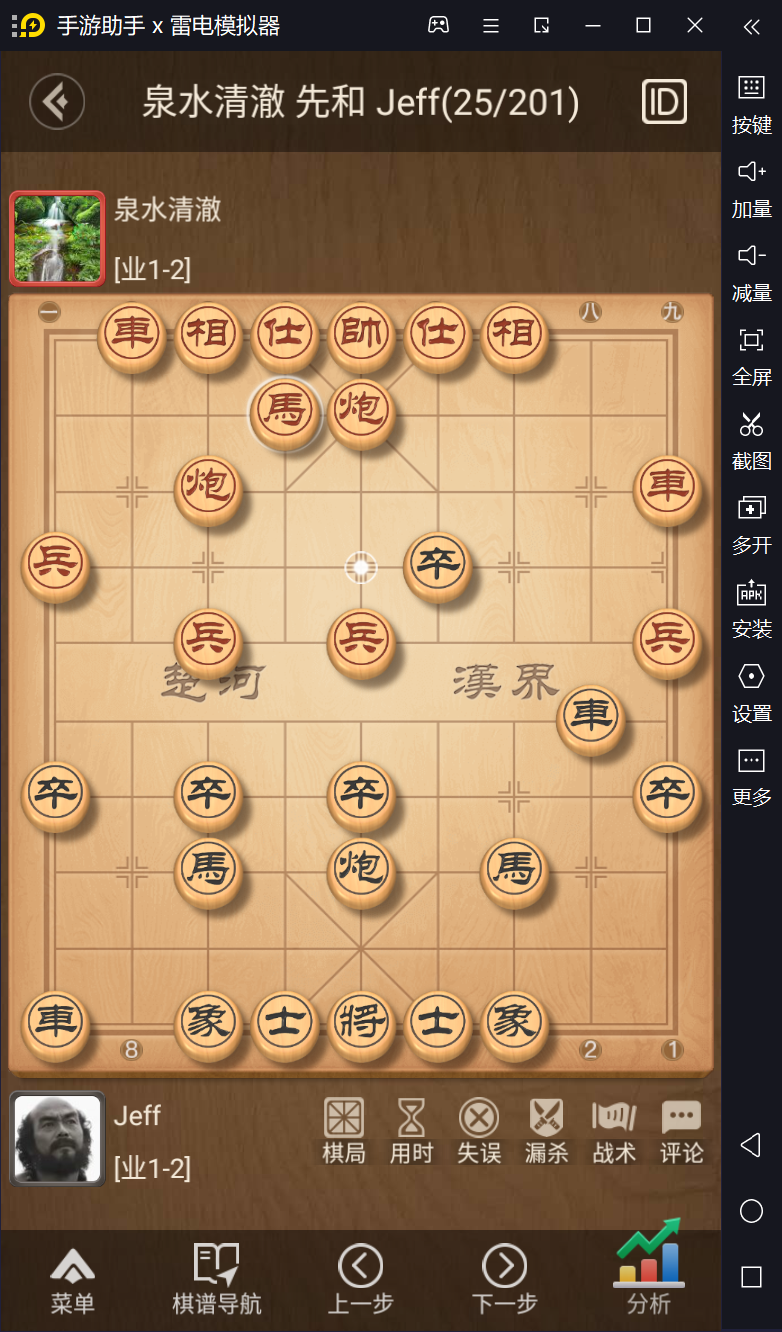 手游助手 x 雷电模拟器
泉水清澈 先和 Jeff(25/201)
ID
按键
加量
减量
全屏
截图
多开
APK
安装
设置
更多
泉水清澈
[业1-2]
一 八 九
車 相 仕 帥 仕 相
馬 炮
炮 車
兵 卒
兵 兵 兵
楚河 漢界
車
卒 卒 卒 卒
馬 炮 馬
車 象 士 將 士 象
8 2 1
Jeff
[业1-2]
棋局 用时 失误 漏杀 战术 评论
菜单 棋谱导航 上一步 下一步 分析